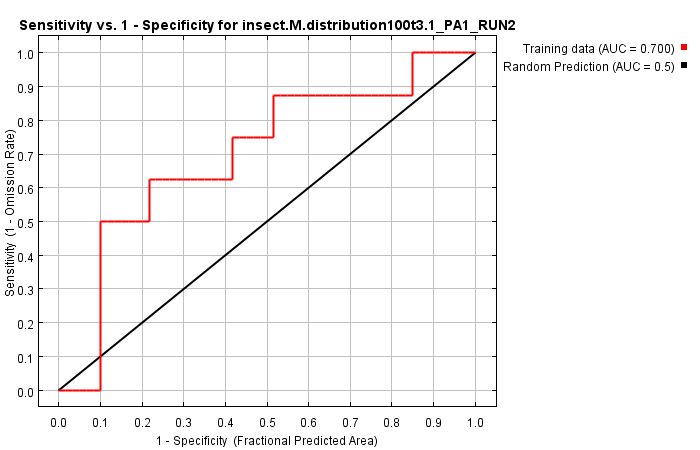 Sensitivity vs. 1 - Specificity for insect.M.distribution100t3.1_PA1_RUN2
Training data (AUC = 0.700)
Random Prediction (AUC = 0.5)
1.0
0.9
0.8
0.7
0.6
0.5
0.4
0.3
0.2
0.1
0.0
Sensitivity (1 - Omission Rate)
0.0 0.1 0.2 0.3 0.4 0.5 0.6 0.7 0.8 0.9 1.0
1 - Specificity (Fractional Predicted Area)